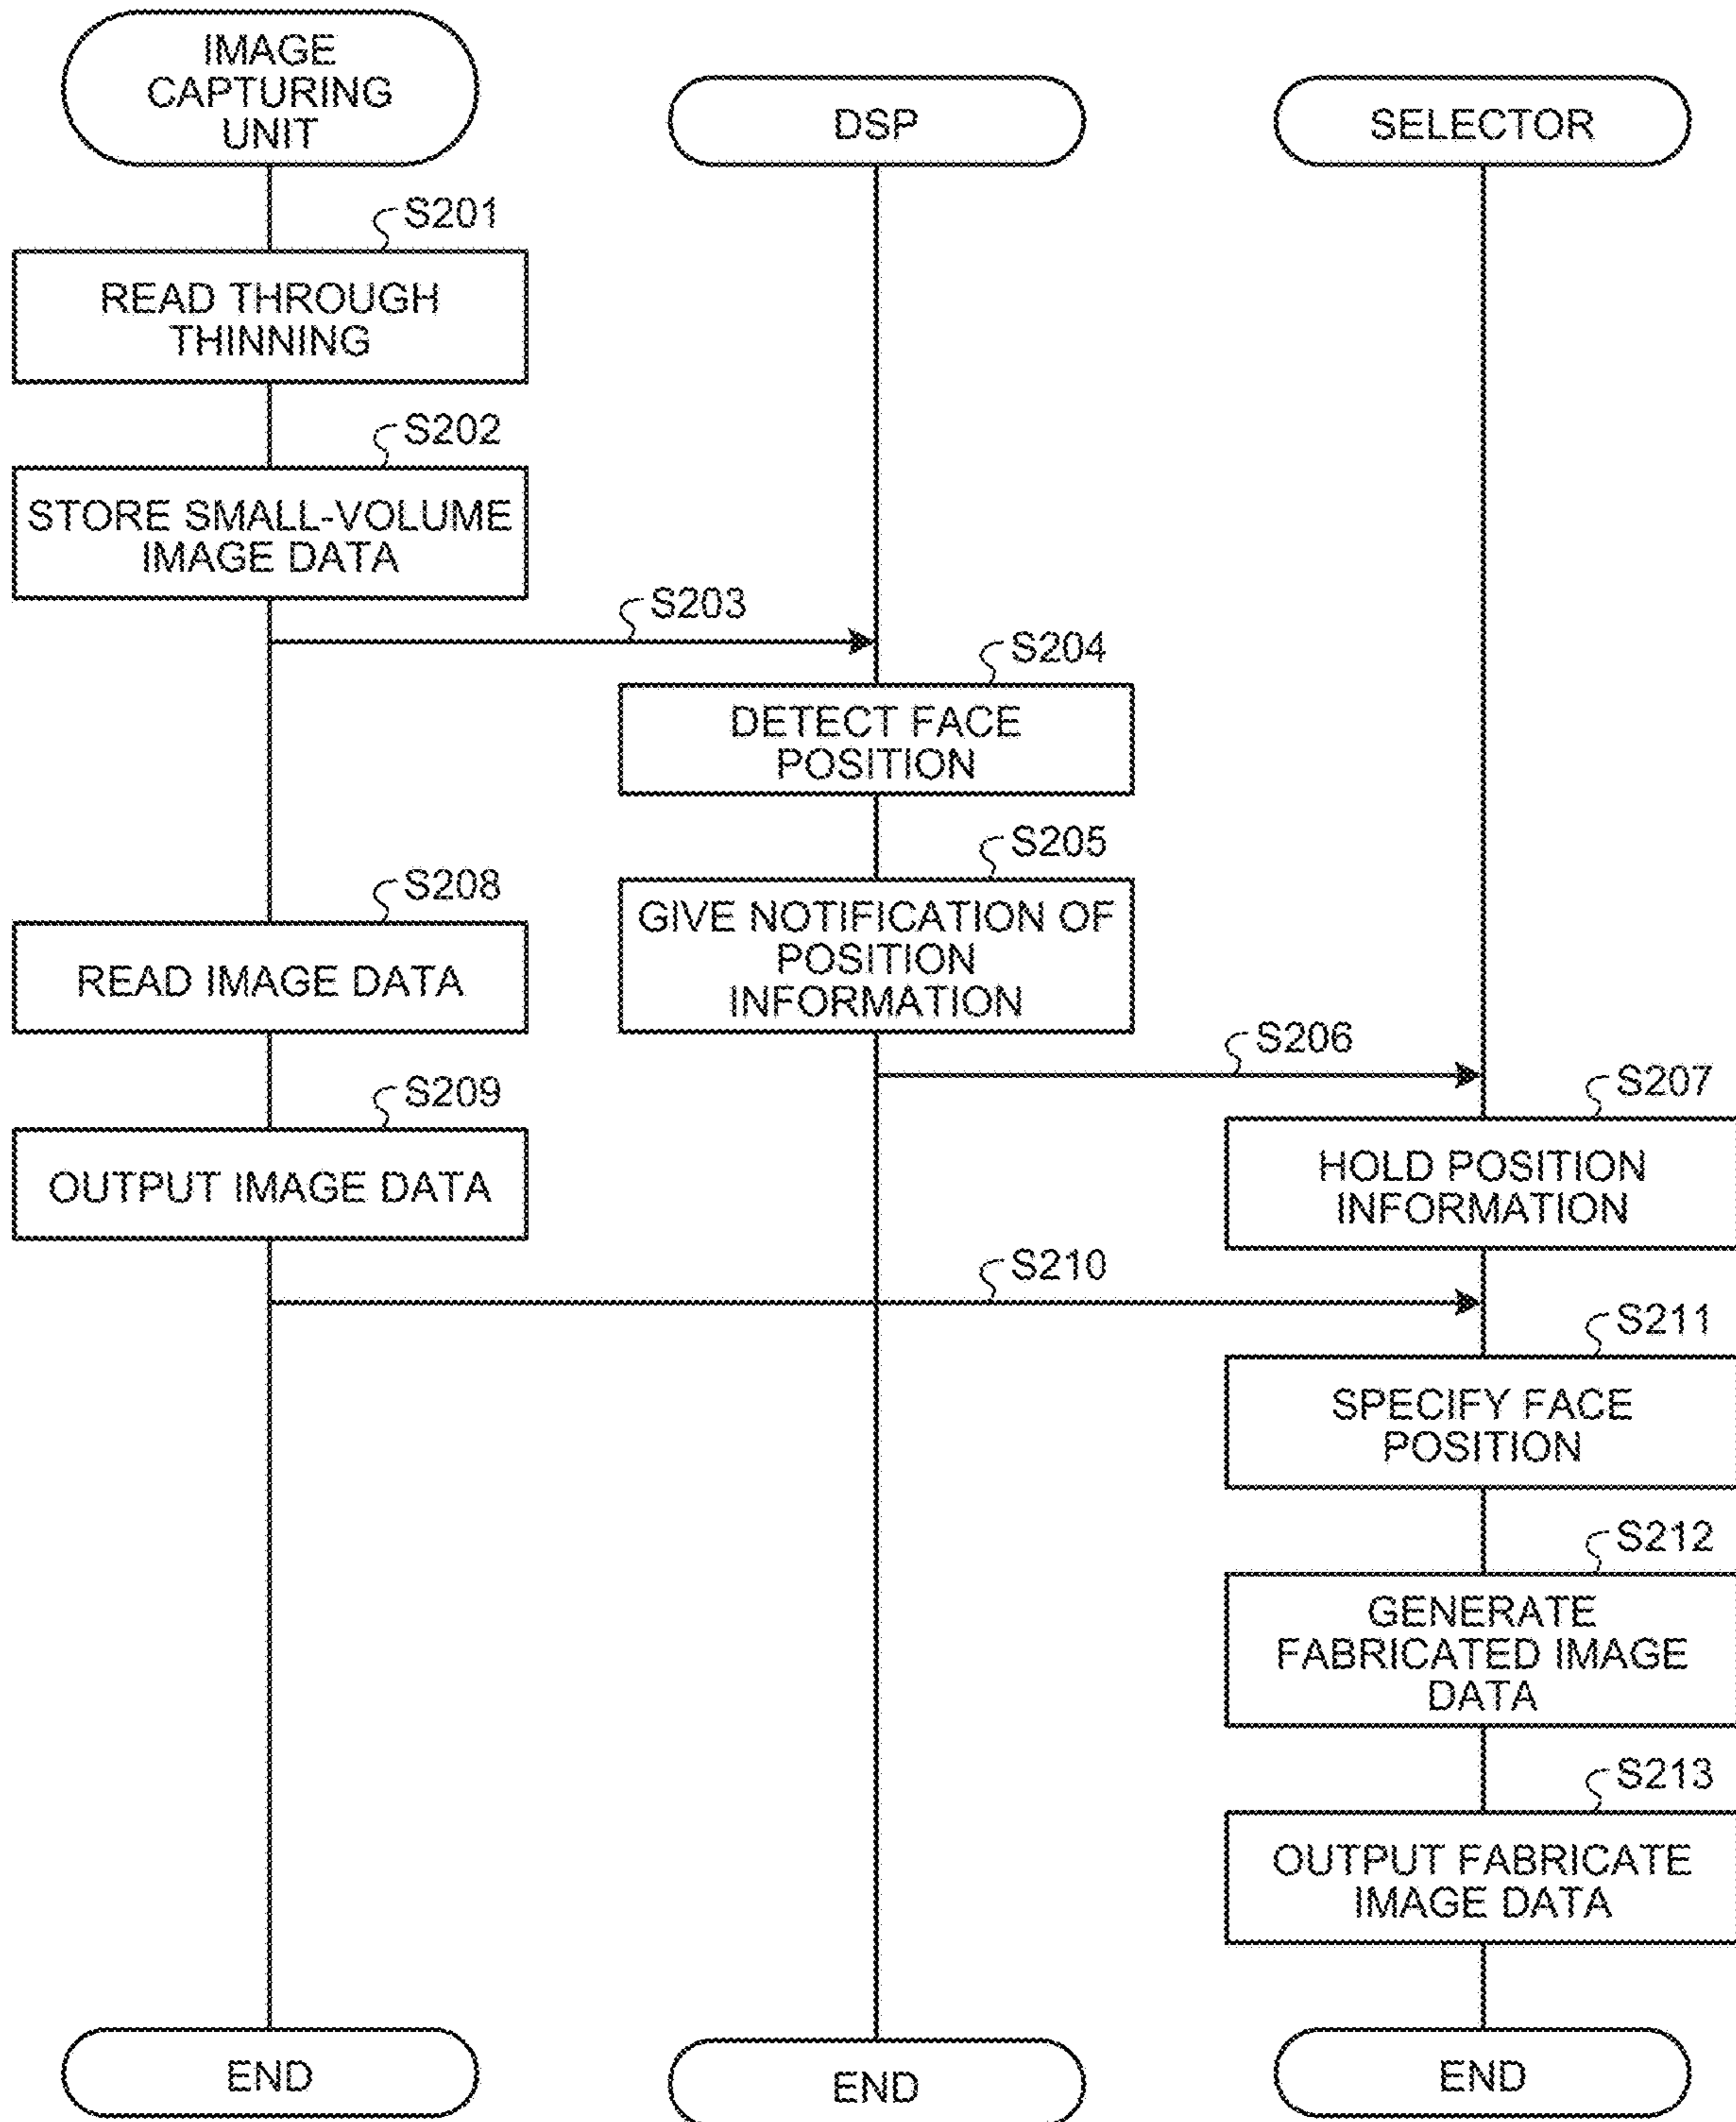 IMAGE
CAPTURING
UNIT
DSP
SELECTOR
S201
READ THROUGH
THINNING
S202
STORE SMALL-VOLUME
IMAGE DATA
S203
S204
DETECT FACE
POSITION
S205
GIVE NOTIFICATION OF
POSITION
INFORMATION
S208
READ IMAGE DATA
S206
S207
HOLD POSITION
INFORMATION
S209
OUTPUT IMAGE DATA
S210
S211
SPECIFY FACE
POSITION
S212
GENERATE
FABRICATED IMAGE
DATA
S213
OUTPUT FABRICATE
IMAGE DATA
END
END
END